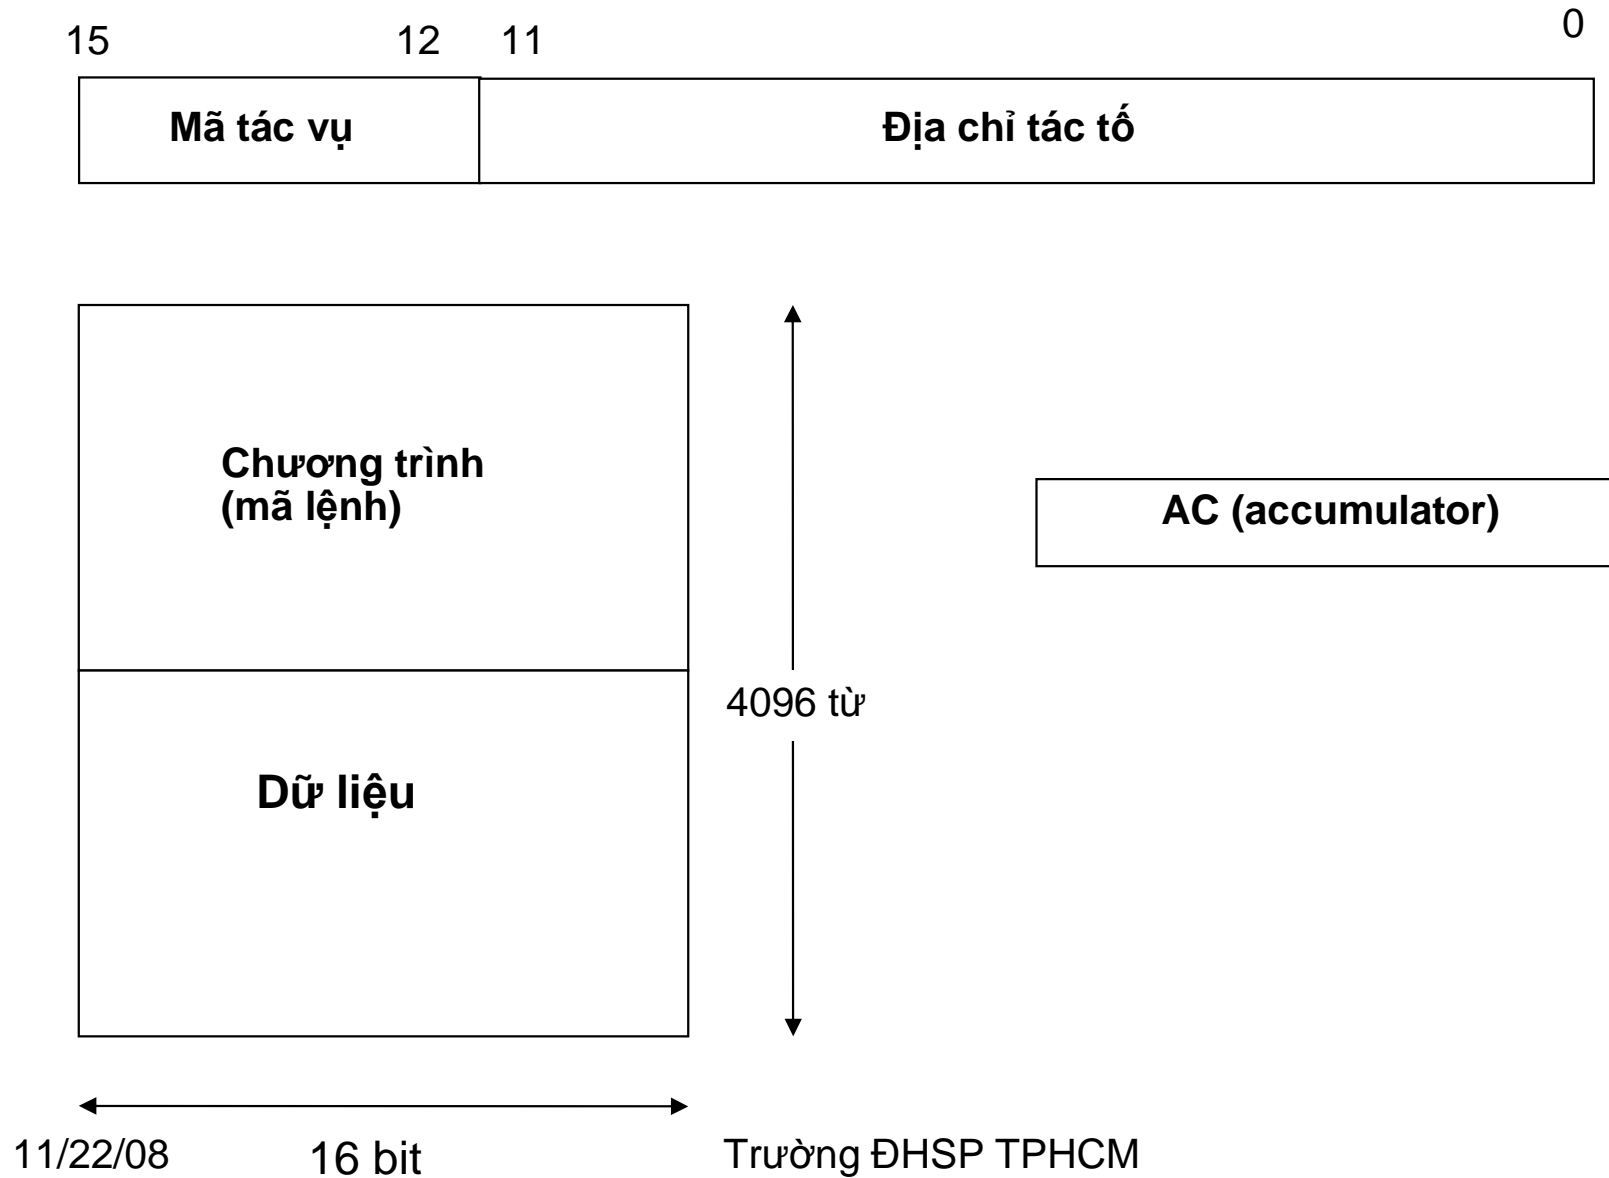 15 12 11 0
Mã tác vụ
Địa chỉ tác tố
Chương trình
(mã lệnh)
AC (accumulator)
4096 từ
Dữ liệu
11/22/08
16 bit
Trường ĐHSP TPHCM